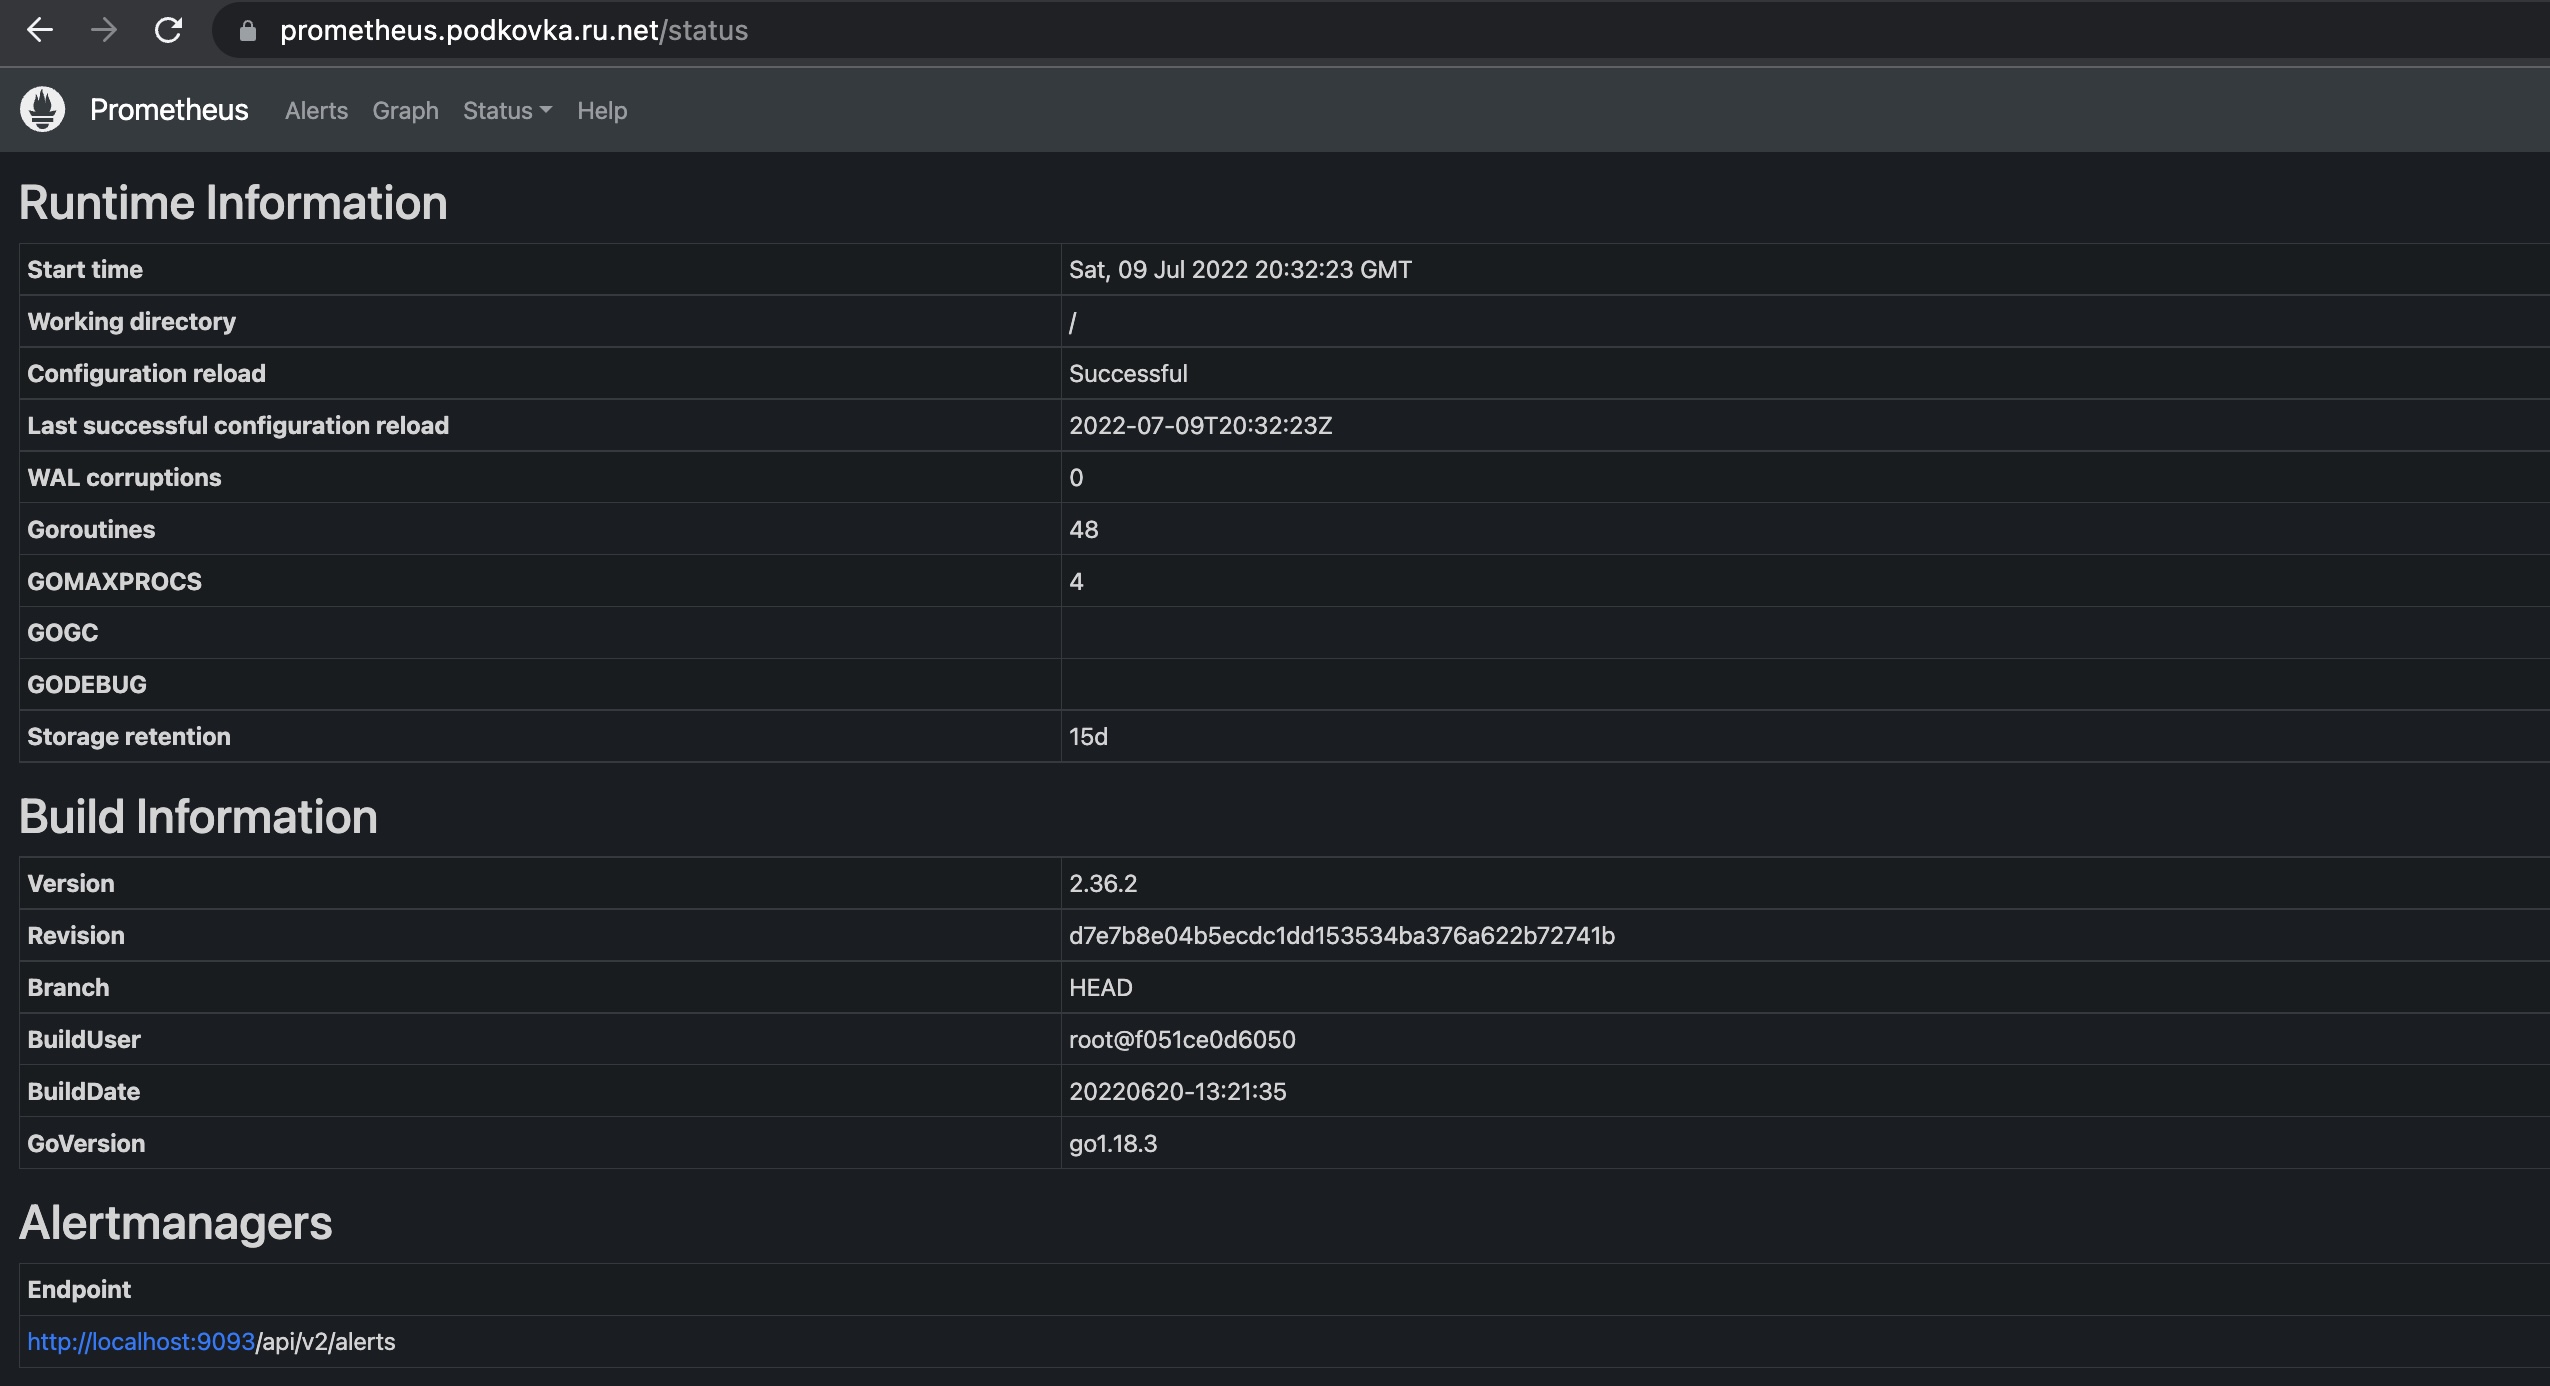 prometheus.podkovka.ru.net/status
Prometheus Alerts Graph Status Help
Runtime Information
Start time Sat, 09 Jul 2022 20:32:23 GMT
Working directory /
Configuration reload Successful
Last successful configuration reload 2022-07-09T20:32:23Z
WAL corruptions 0
Goroutines 48
GOMAXPROCS 4
GOGC
GODEBUG
Storage retention 15d
Build Information
Version 2.36.2
Revision d7e7b8e04b5ecdc1dd153534ba376a622b72741b
Branch HEAD
BuildUser root@f051ce0d6050
BuildDate 20220620-13:21:35
GoVersion go1.18.3
Alertmanagers
Endpoint
http://localhost:9093/api/v2/alerts